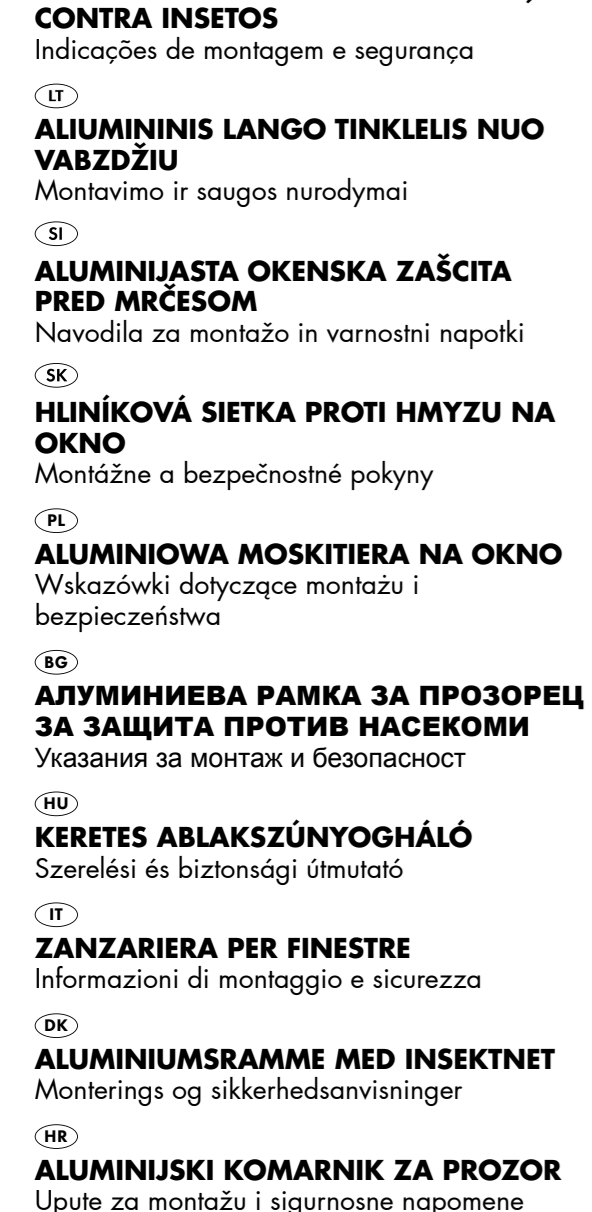 CONTRA INSETOS
Indicações de montagem e segurança
LT
ALIUMININIS LANGO TINKLELIS NUO
VABZDŽIU
Montavimo ir saugos nurodymai
SI
ALUMINIJASTA OKENSKA ZAŠCITA
PRED MRČESOM
Navodila za montažo in varnostni napotki
SK
HLINÍKOVÁ SIETKA PROTI HMYZU NA
OKNO
Montážne a bezpečnostné pokyny
PL
ALUMINIOWA MOSKITIERA NA OKNO
Wskazówki dotyczące montażu i
bezpieczeństwa
BG
АЛУМИНИЕВА РАМКА ЗА ПРОЗОРЕЦ
ЗА ЗАЩИТА ПРОТИВ НАСЕКОМИ
Указания за монтаж и безопасност
HU
KERETES ABLAKSZÚNYOGHÁLÓ
Szerelési és biztonsági útmutató
IT
ZANZARIERA PER FINESTRE
Informazioni di montaggio e sicurezza
DK
ALUMINIUMSRAMME MED INSEKTNET
Monterings og sikkerhedsanvisninger
HR
ALUMINIJSKI KOMARNIK ZA PROZOR
Upute za montažu i sigurnosne napomene